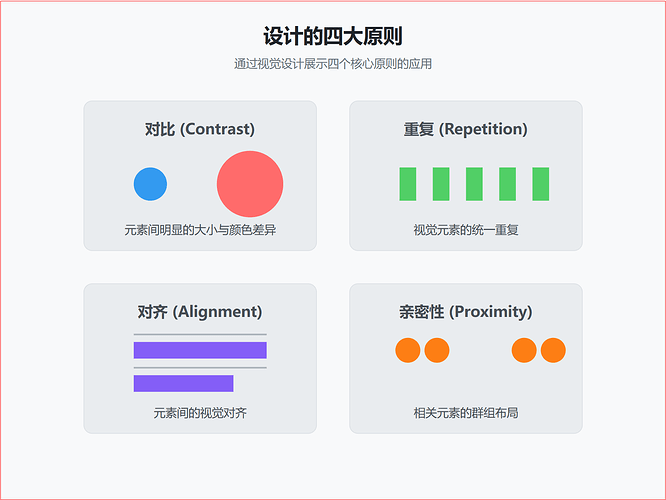 设计的四大原则
通过视觉设计展示四个核心原则的应用
对比 (Contrast)
元素间明显的大小与颜色差异
重复 (Repetition)
视觉元素的统一重复
对齐 (Alignment)
元素间的视觉对齐
亲密性 (Proximity)
相关元素的群组布局